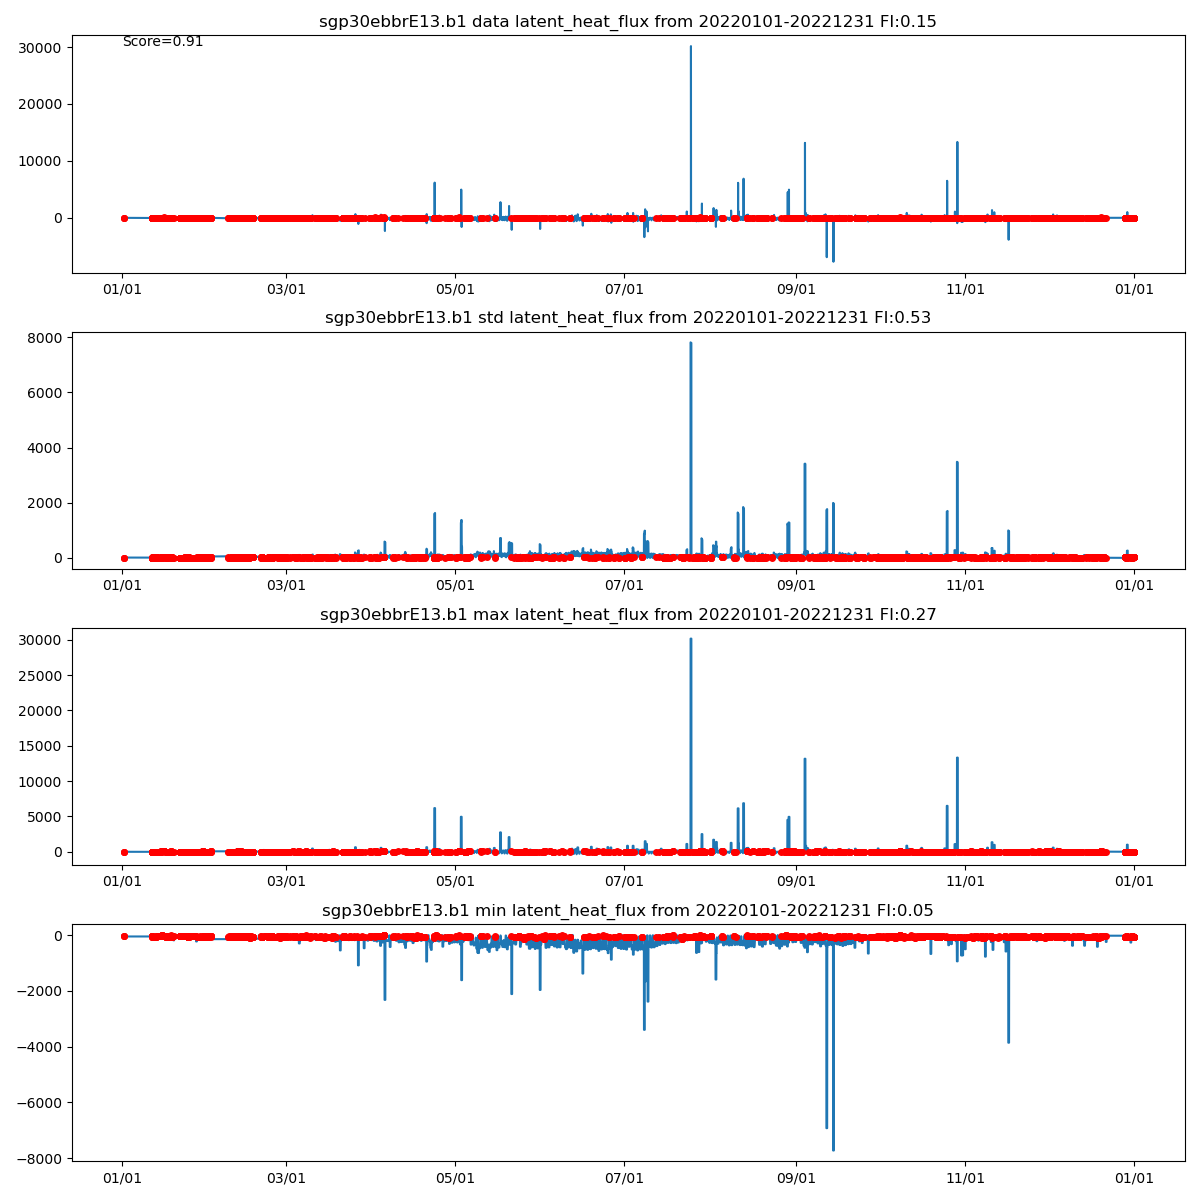 sgp30ebbrE13.b1 data latent_heat_flux from 20220101-20221231 FI:0.15
Score=0.91
30000
20000
10000
0
01/01 03/01 05/01 07/01 09/01 11/01 01/01
sgp30ebbrE13.b1 std latent_heat_flux from 20220101-20221231 FI:0.53
8000
6000
4000
2000
0
01/01 03/01 05/01 07/01 09/01 11/01 01/01
sgp30ebbrE13.b1 max latent_heat_flux from 20220101-20221231 FI:0.27
30000
25000
20000
15000
10000
5000
0
01/01 03/01 05/01 07/01 09/01 11/01 01/01
sgp30ebbrE13.b1 min latent_heat_flux from 20220101-20221231 FI:0.05
0
−2000
−4000
−6000
−8000
01/01 03/01 05/01 07/01 09/01 11/01 01/01